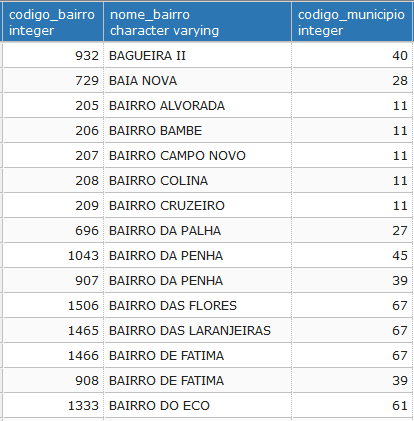 codigo_bairro nome_bairro codigo_municipio
integer character varying integer
932 BAGUEIRA II 40
729 BAIA NOVA 28
205 BAIRRO ALVORADA 11
206 BAIRRO BAMBE 11
207 BAIRRO CAMPO NOVO 11
208 BAIRRO COLINA 11
209 BAIRRO CRUZEIRO 11
696 BAIRRO DA PALHA 27
1043 BAIRRO DA PENHA 45
907 BAIRRO DA PENHA 39
1506 BAIRRO DAS FLORES 67
1465 BAIRRO DAS LARANJEIRAS 67
1466 BAIRRO DE FATIMA 67
908 BAIRRO DE FATIMA 39
1333 BAIRRO DO ECO 61